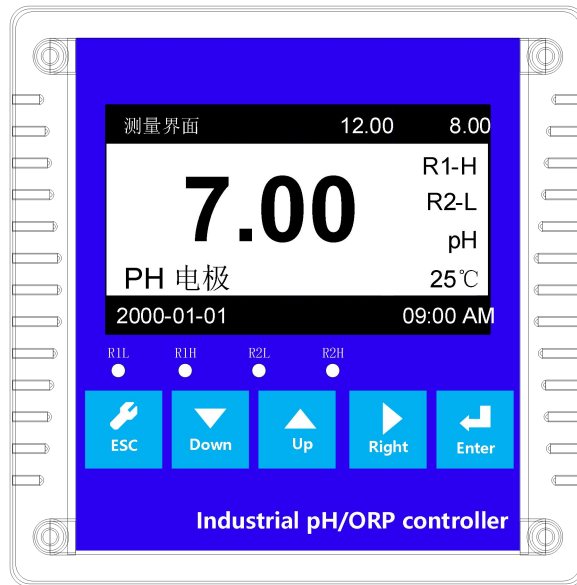 测量界面 12.00 8.00
R1-H
7.00
R2-L
pH
PH 电极 25℃
2000-01-01 09:00 AM
R1L R1H R2L R2H
ESC Down Up Right Enter
Industrial pH/ORP controller